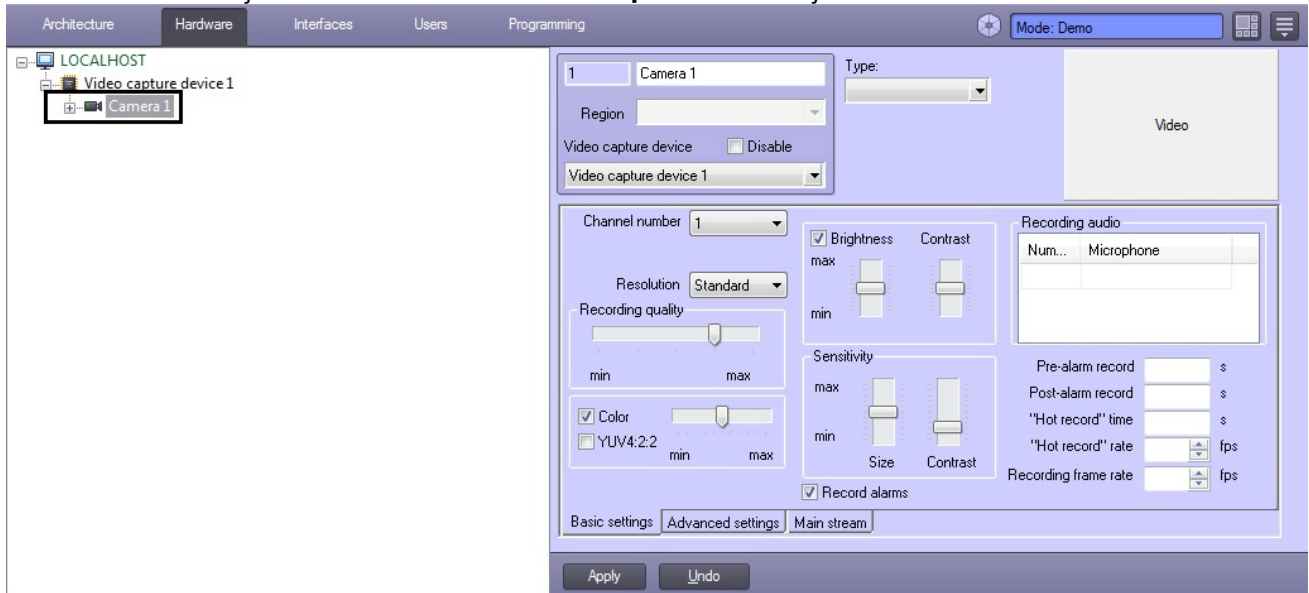 Architecture Hardware Interfaces Users Programming Mode: Demo
LOCALHOST
Video capture device 1
Camera 1
1 Camera 1
Type:
Region
Video capture device Disable
Video capture device 1
Video
Channel number 1
Resolution Standard
Recording quality
min max
Color
YUV4:2:2
min max
Brightness Contrast
max
min
Sensitivity
max
min
Size Contrast
Record alarms
Recording audio
Num... Microphone
Pre-alarm record s
Post-alarm record s
"Hot record" time s
"Hot record" rate fps
Recording frame rate fps
Basic settings Advanced settings Main stream
Apply Undo